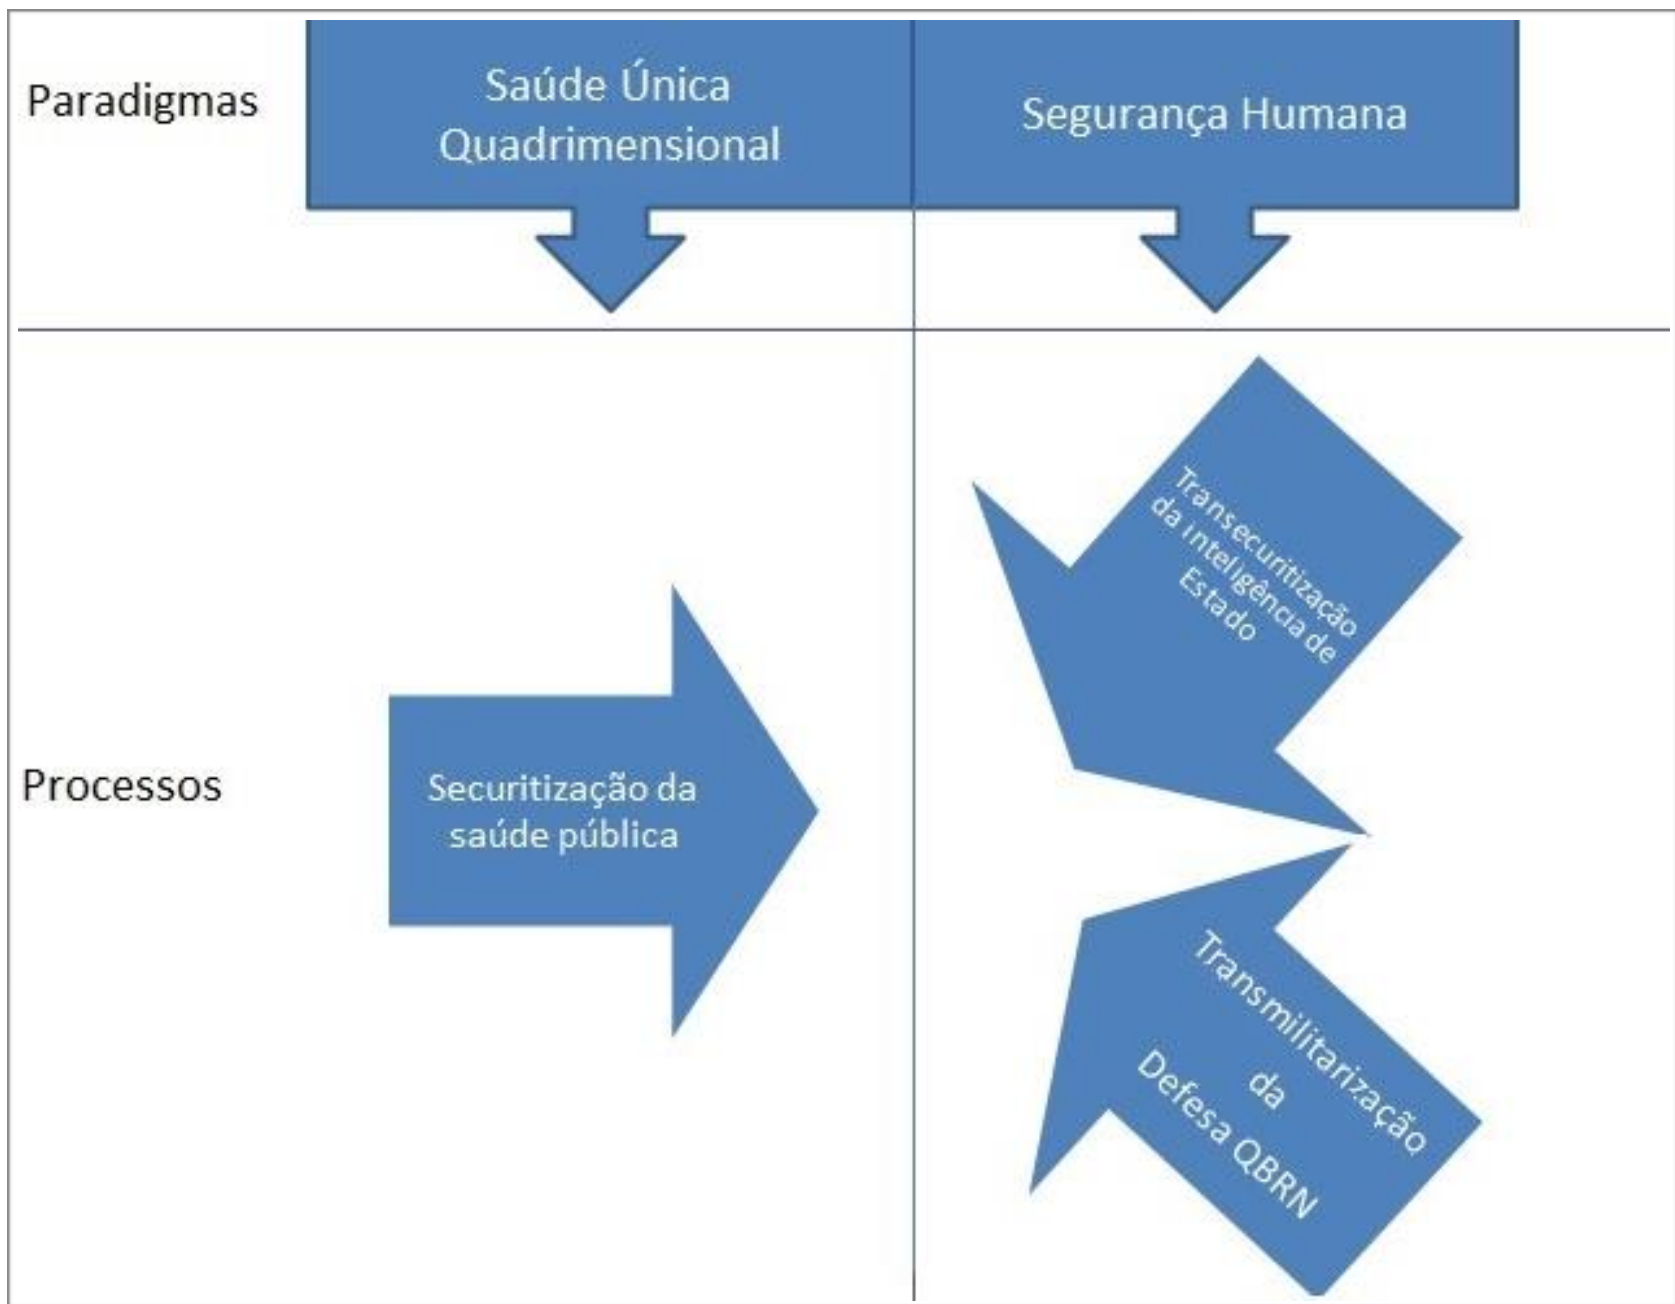 Paradigmas
Saúde Única
Quadrimensional
Segurança Humana
Transecuritização
da inteligência de
Estado
Processos
Securitização da
saúde pública
Transmilitarização
da
Defesa QBRN